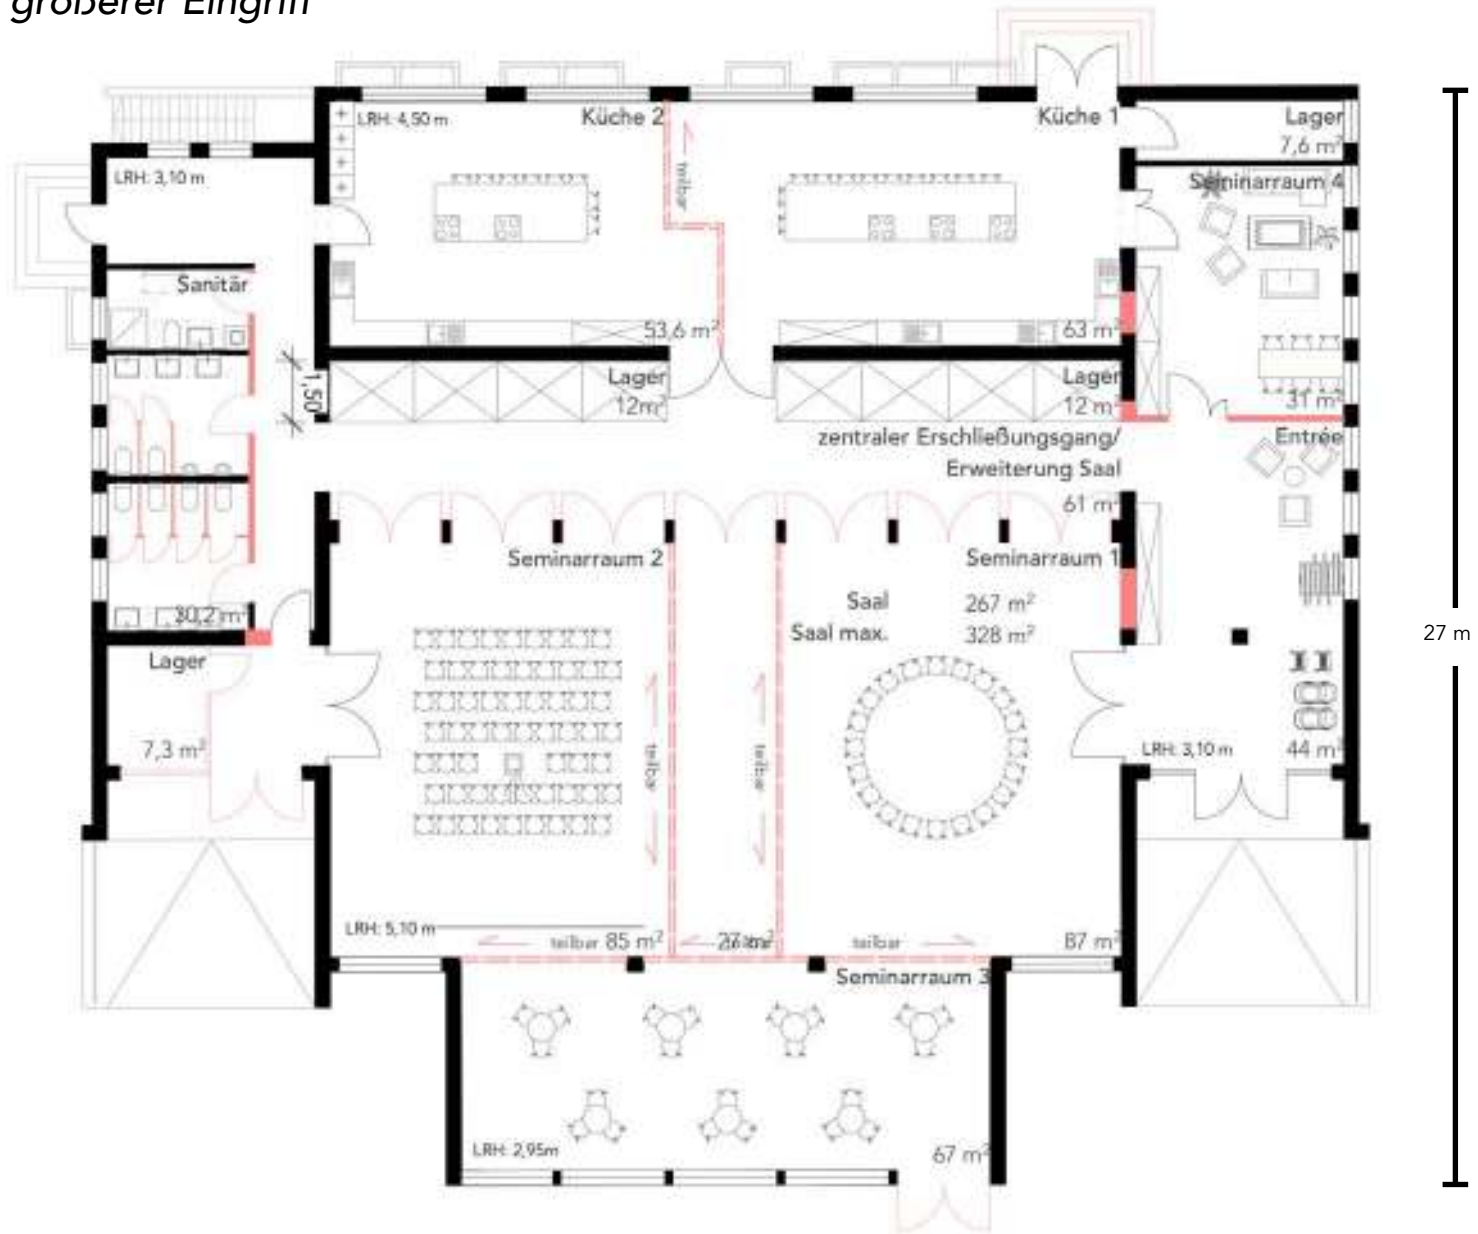 größerer Eingriff
LRH: 4,50 m
Küche 2
Küche 1
Lager
7,6 m²
teilbar
LRH: 3,10 m
Seminarraum 4
Sanitär
53,6 m²
63 m²
1,50
Lager
12m²
Lager
12 m²
31 m²
zentraler Erschließungsgang/
Erweiterung Saal
61 m²
Entrée
Seminarraum 2
Seminarraum 1
Saal 267 m²
Saal max. 328 m²
30,2 m²
27 m
Lager
7,3 m²
teilbar
teilbar
LRH: 3,10 m
44 m²
LRH: 5,10 m
teilbar 85 m²
27 m²
teilbar
teilbar
87 m²
Seminarraum 3
LRH: 2,95m
67 m²